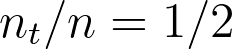 n_t/n = 1/2